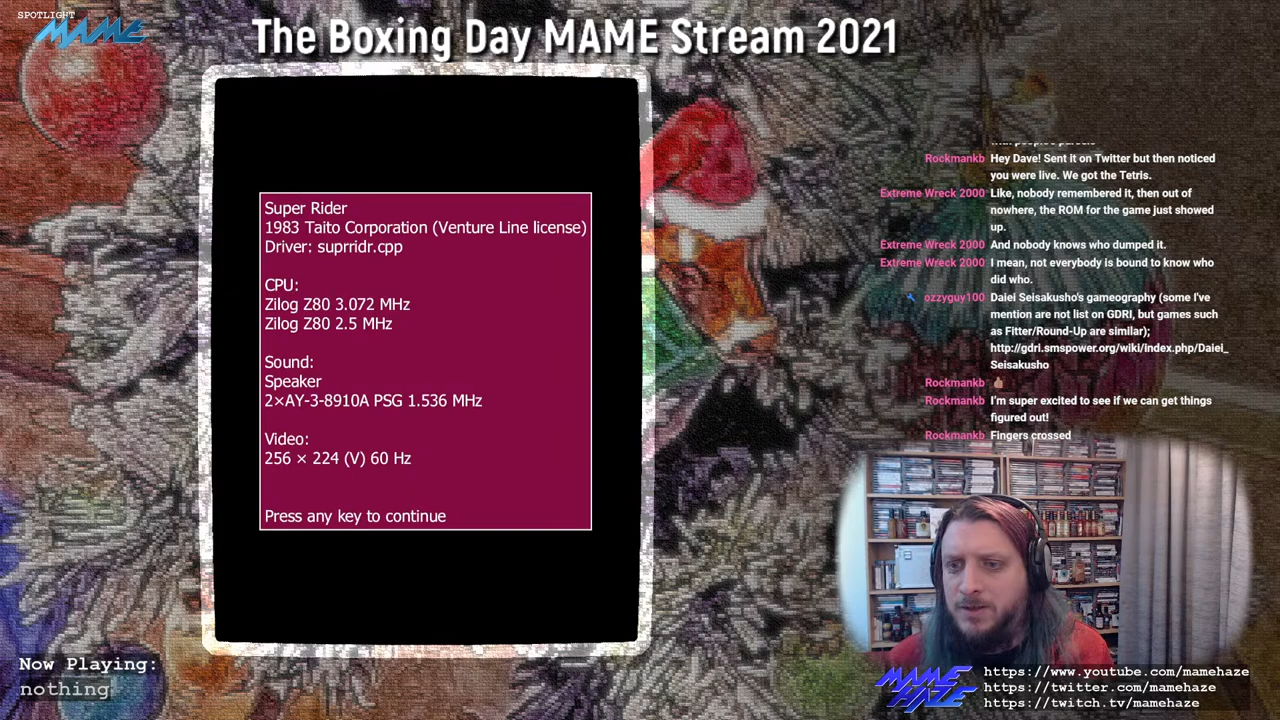 SPOTLIGHT
MAME
The Boxing Day MAME Stream 2021
Super Rider
1983 Taito Corporation (Venture Line license)
Driver: suprridr.cpp
CPU:
Zilog Z80 3.072 MHz
Zilog Z80 2.5 MHz
Sound:
Speaker
2×AY-3-8910A PSG 1.536 MHz
Video:
256 × 224 (V) 60 Hz
Press any key to continue
Rockmankb Hey Dave! Sent it on Twitter but then noticed
you were live. We got the Tetris.
Extreme Wreck 2000 Like, nobody remembered it, then out of
nowhere, the ROM for the game just showed
up.
Extreme Wreck 2000 And nobody knows who dumped it.
Extreme Wreck 2000 I mean, not everybody is bound to know who
did who.
ozzyguy100 Daiei Seisakusho's gameography (some I've
mention are not list on GDRI, but games such
as Fitter/Round-Up are similar);
http://gdri.smspower.org/wiki/index.php/Daiei_
Seisakusho
Rockmankb 👍🏼
Rockmankb I'm super excited to see if we can get things
figured out!
Rockmankb Fingers crossed
Now Playing:
nothing
MAME
HAZE
https://www.youtube.com/mamehaze
https://twitter.com/mamehaze
https://twitch.tv/mamehaze